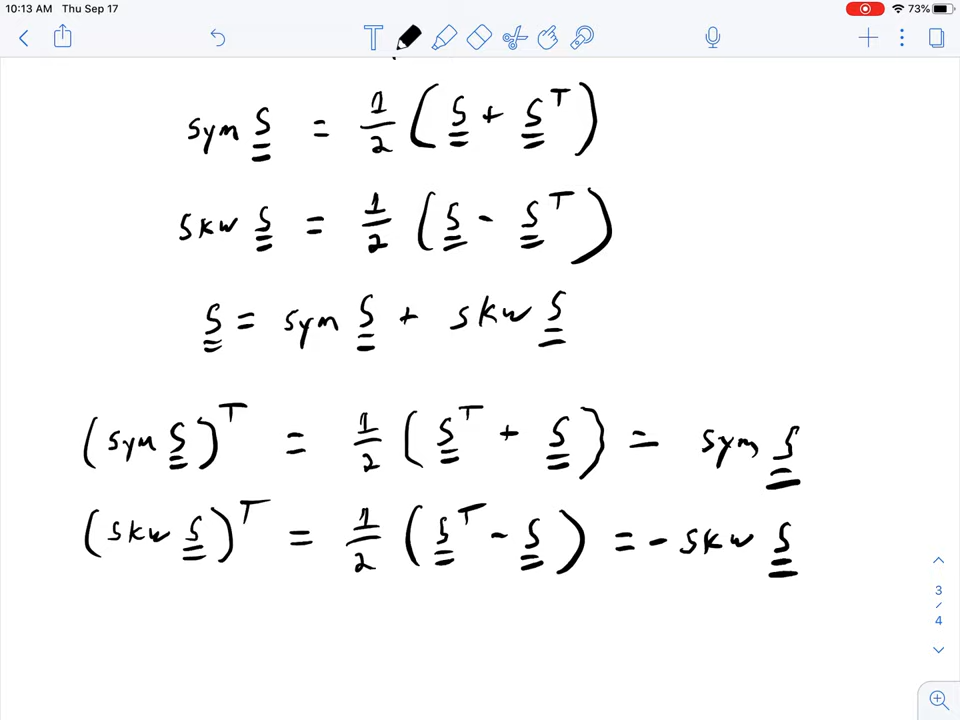 10:13 AM Thu Sep 17 73%
T
sym S = 1/2 (S + S^T)
skw S = 1/2 (S - S^T)
S = sym S + skw S
(sym S)^T = 1/2 (S^T + S) = sym S
(skw S)^T = 1/2 (S^T - S) = - skw S
3
/
4